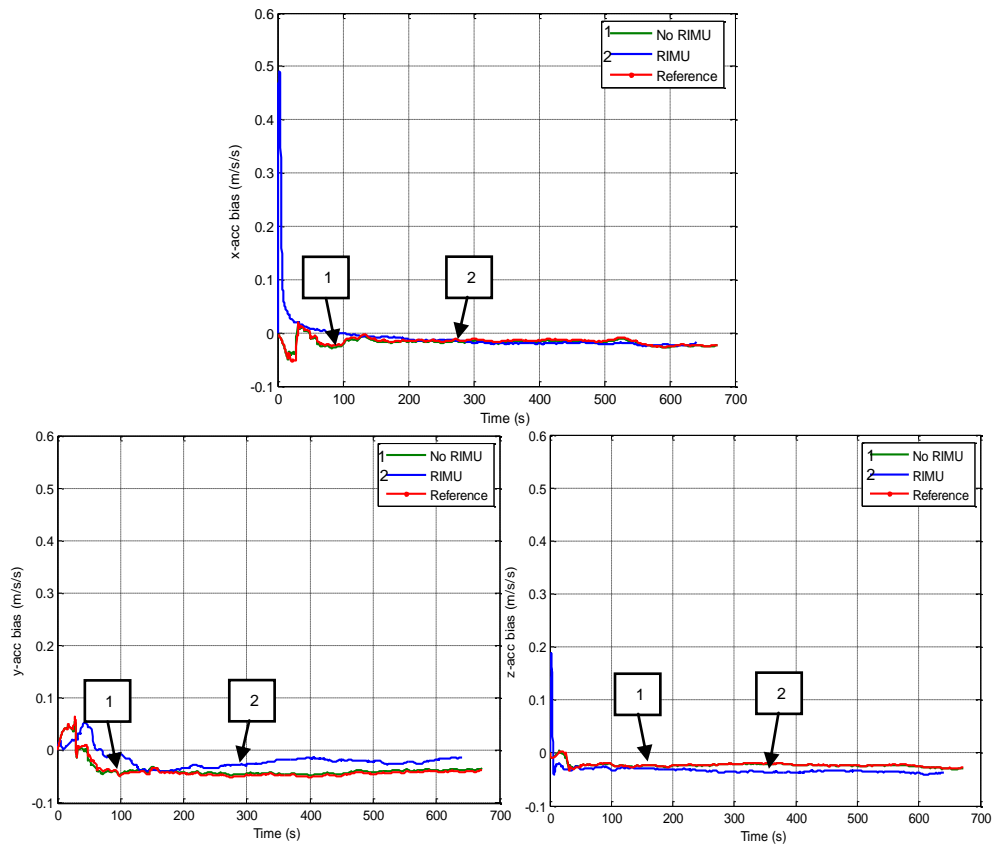 0.6
0.5
0.4
0.3
0.2
0.1
0
-0.1
x-acc bias (m/s/s)
0 100 200 300 400 500 600 700
Time (s)
1 No RIMU
2 RIMU
Reference
1
2
0.6
0.5
0.4
0.3
0.2
0.1
0
-0.1
y-acc bias (m/s/s)
0 100 200 300 400 500 600 700
Time (s)
1 No RIMU
2 RIMU
Reference
1
2
0.6
0.5
0.4
0.3
0.2
0.1
0
-0.1
z-acc bias (m/s/s)
0 100 200 300 400 500 600 700
Time (s)
1 No RIMU
2 RIMU
Reference
1
2